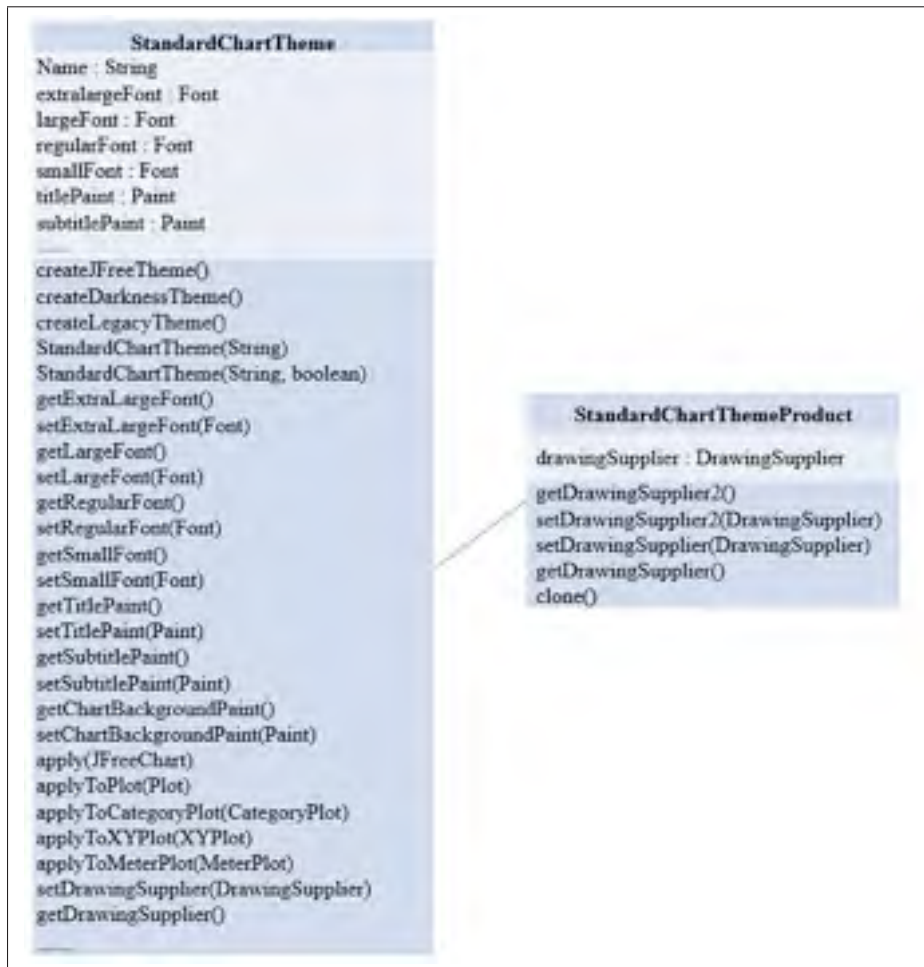 StandardChartTheme
Name : String
extralargeFont : Font
largeFont : Font
regularFont : Font
smallFont : Font
titlePaint : Paint
subtitlePaint : Paint
......
createJFreeTheme()
createDarknessTheme()
createLegacyTheme()
StandardChartTheme(String)
StandardChartTheme(String, boolean)
getExtraLargeFont()
setExtraLargeFont(Font)
getLargeFont()
setLargeFont(Font)
getRegularFont()
setRegularFont(Font)
getSmallFont()
setSmallFont(Font)
getTitlePaint()
setTitlePaint(Paint)
getSubtitlePaint()
setSubtitlePaint(Paint)
getChartBackgroundPaint()
setChartBackgroundPaint(Paint)
apply(JFreeChart)
applyToPlot(Plot)
applyToCategoryPlot(CategoryPlot)
applyToXYPlot(XYPlot)
applyToMeterPlot(MeterPlot)
setDrawingSupplier(DrawingSupplier)
getDrawingSupplier()
......
StandardChartThemeProduct
drawingSupplier : DrawingSupplier
getDrawingSupplier2()
setDrawingSupplier2(DrawingSupplier)
setDrawingSupplier(DrawingSupplier)
getDrawingSupplier()
clone()